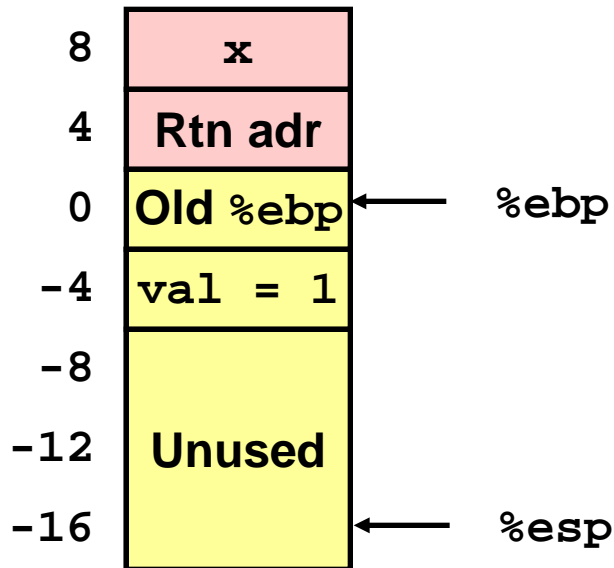 8 x
4 Rtn adr
0 Old %ebp %ebp
-4 val = 1
-8
-12 Unused
-16 %esp